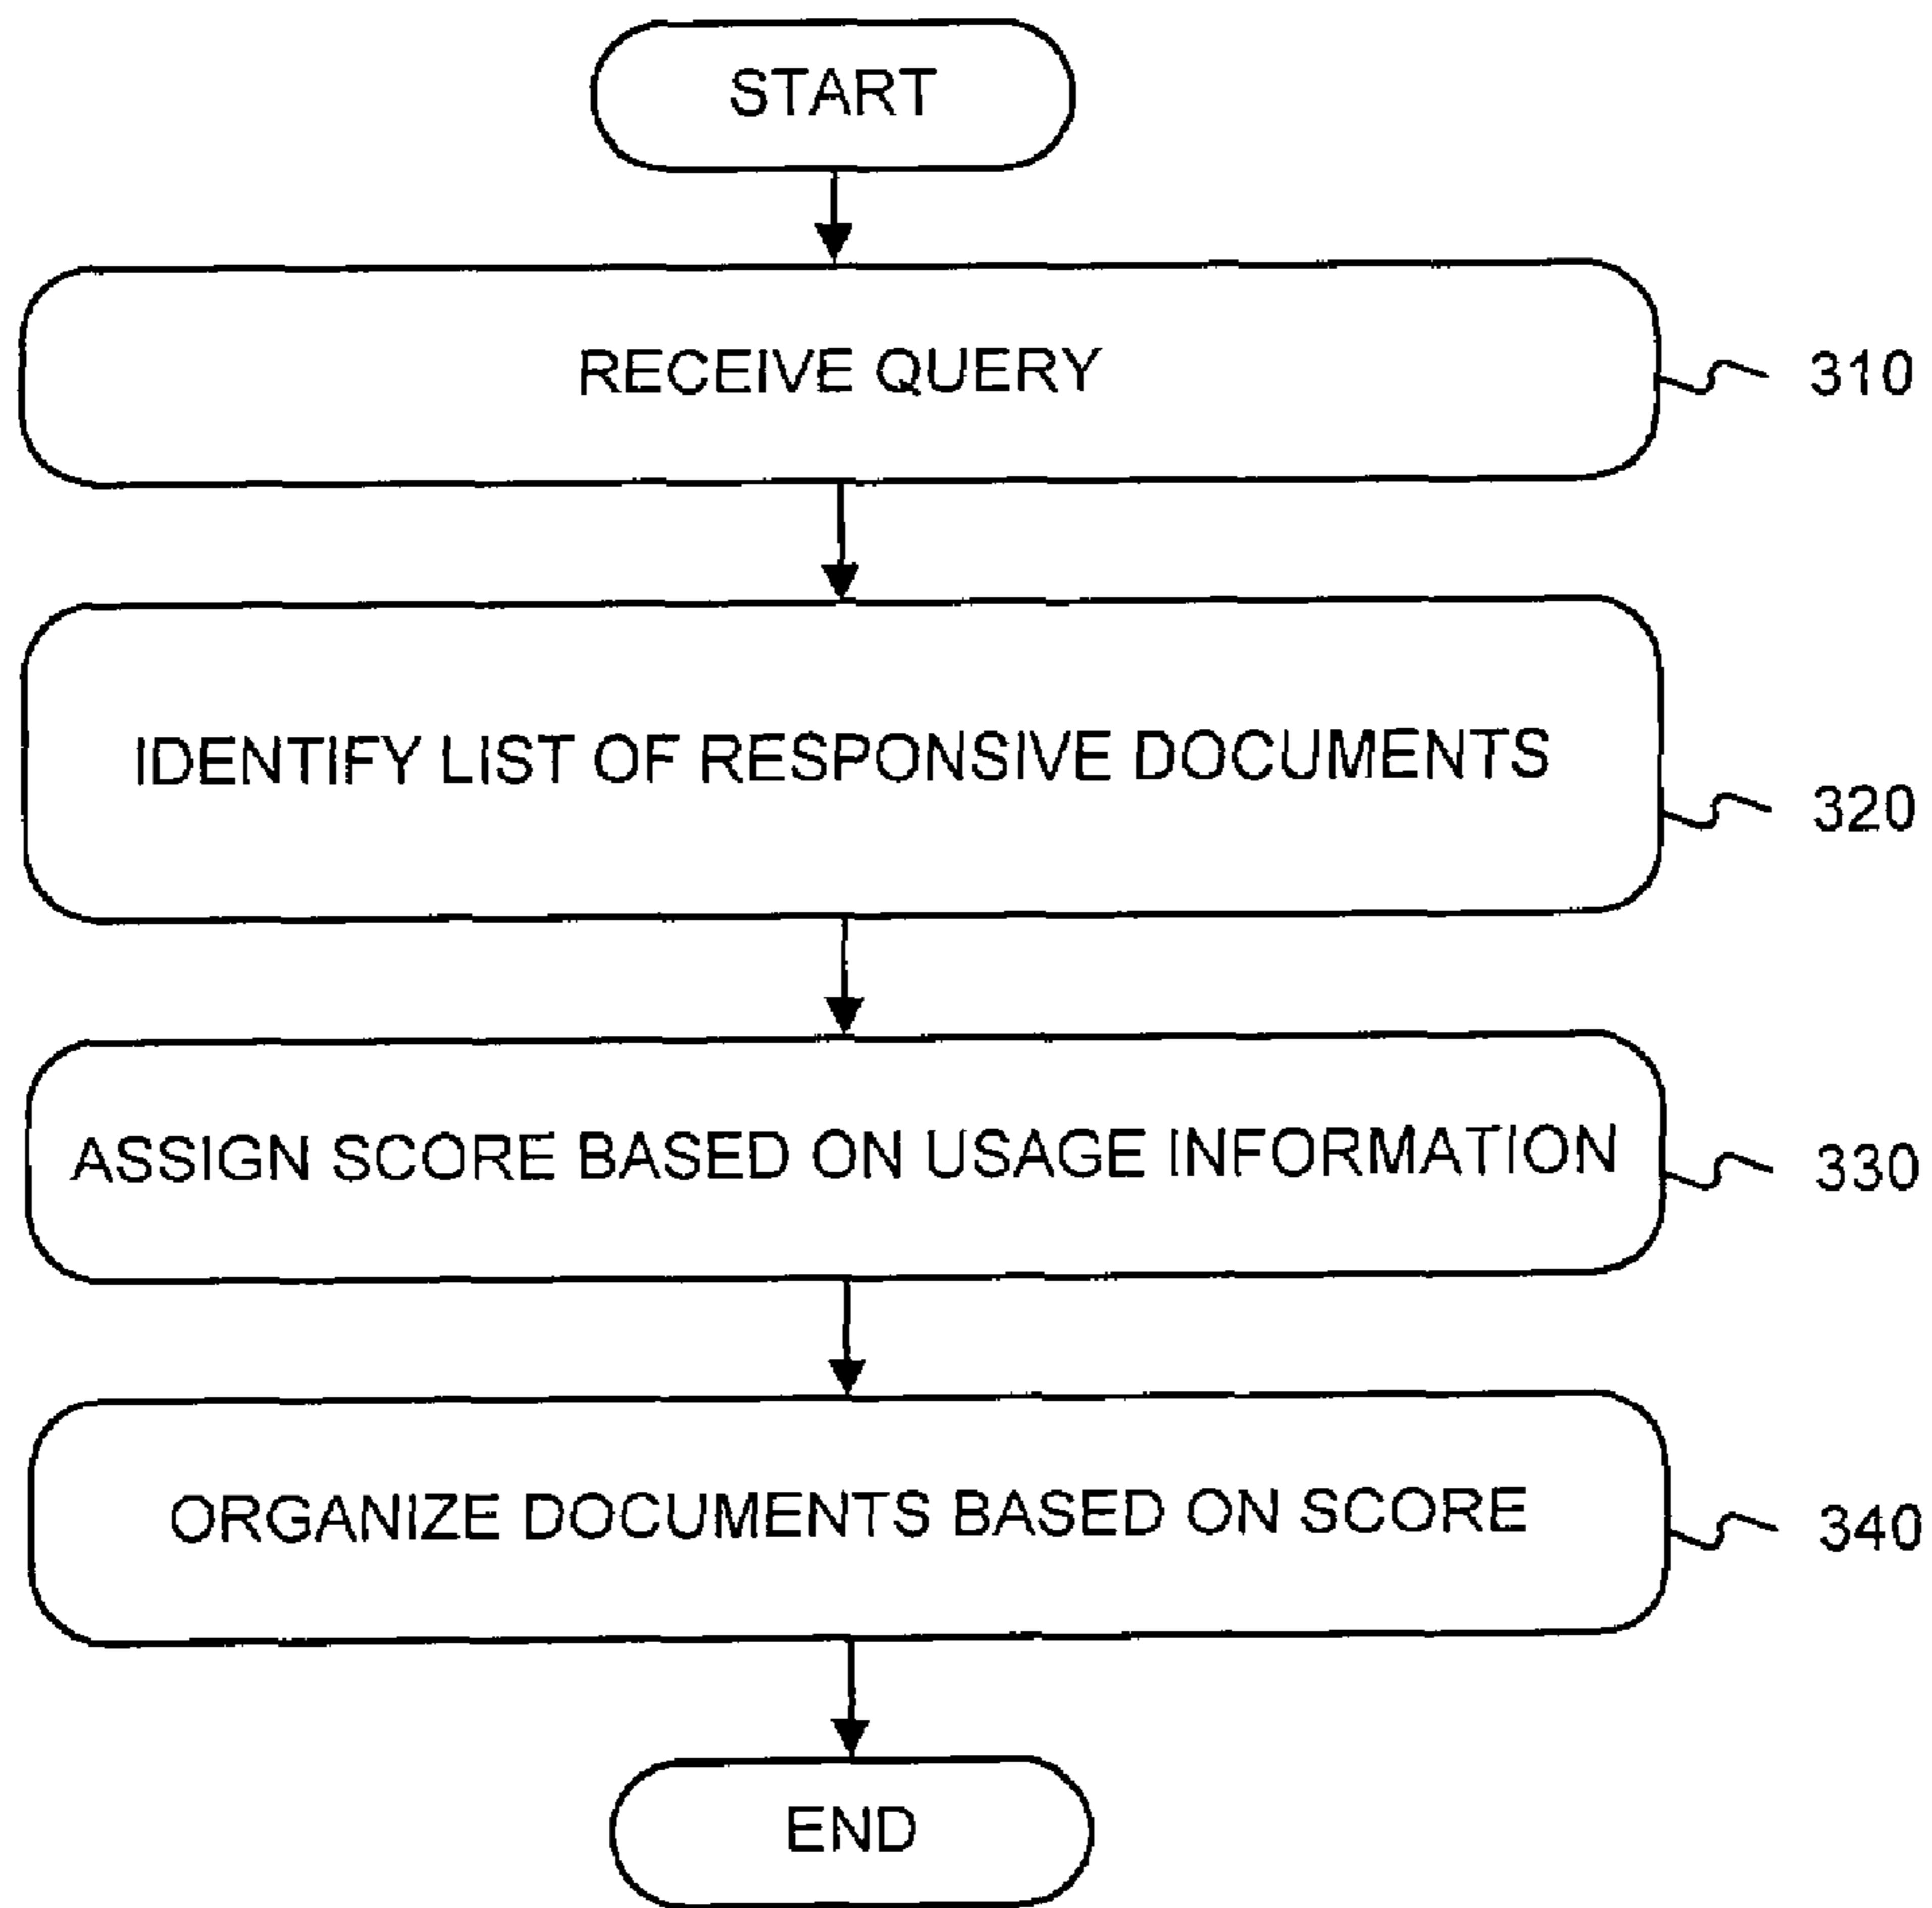 START
RECEIVE QUERY
310
IDENTIFY LIST OF RESPONSIVE DOCUMENTS
320
ASSIGN SCORE BASED ON USAGE INFORMATION
330
ORGANIZE DOCUMENTS BASED ON SCORE
340
END